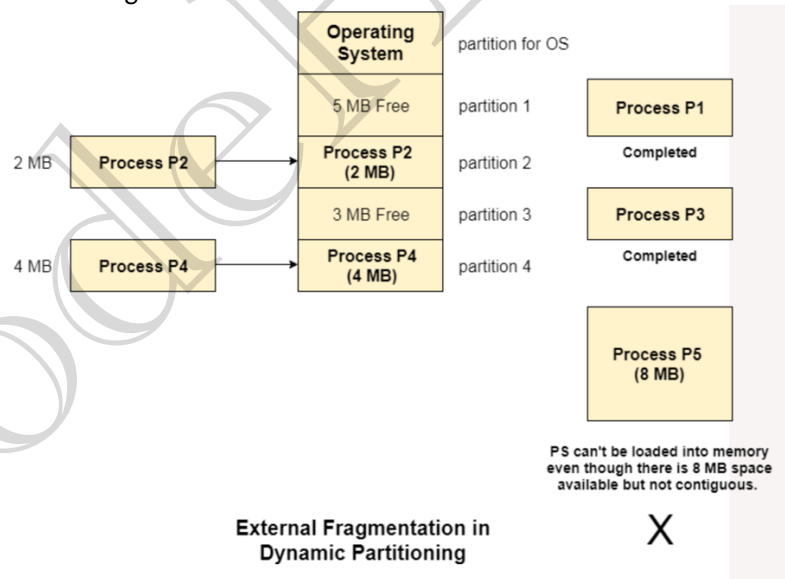 Operating
System
partition for OS
5 MB Free
partition 1
Process P1
Completed
2 MB
Process P2
Process P2
(2 MB)
partition 2
3 MB Free
partition 3
Process P3
Completed
4 MB
Process P4
Process P4
(4 MB)
partition 4
Process P5
(8 MB)
PS can't be loaded into memory
even though there is 8 MB space
available but not contiguous.
X
External Fragmentation in
Dynamic Partitioning